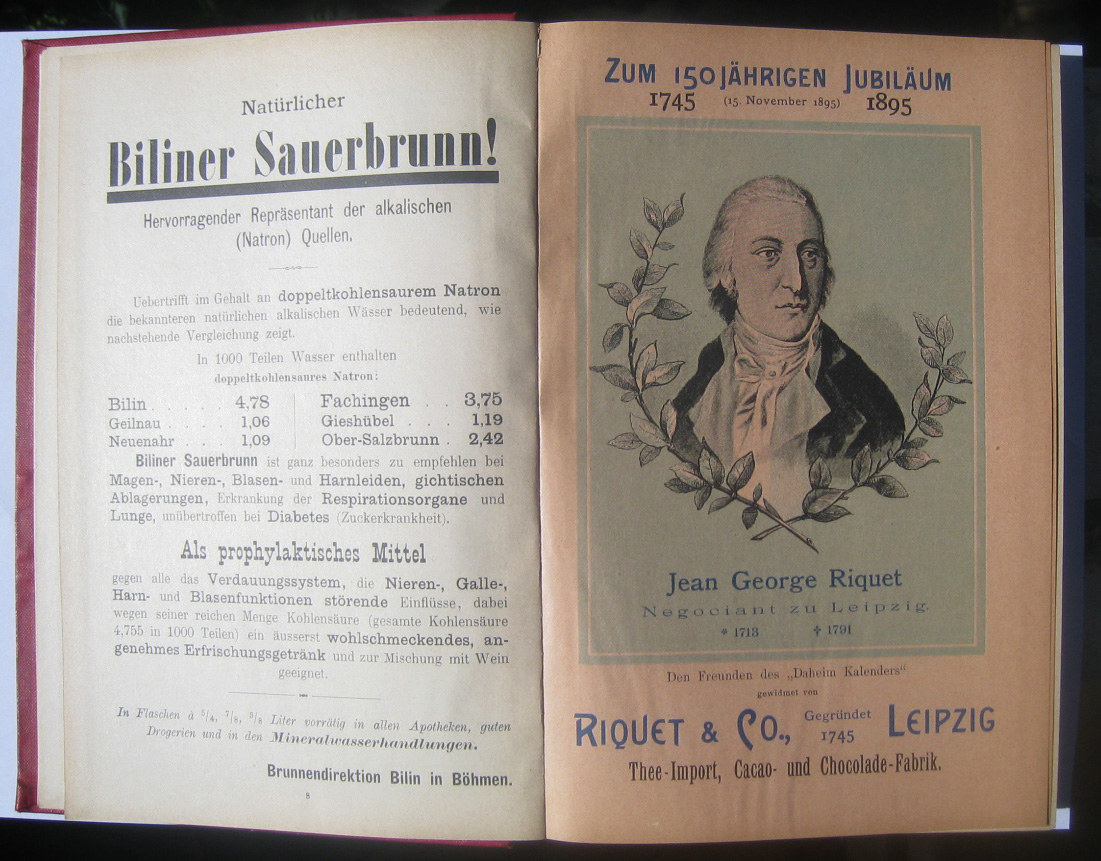 Natürlicher
Biliner Sauerbrunn!
Hervorragender Repräsentant der alkalischen
(Natron) Quellen.
Uebertrifft im Gehalt an doppeltkohlensaurem Natron
die bekannteren natürlichen alkalischen Wässer bedeutend, wie
nachstehende Vergleichung zeigt.
In 1000 Teilen Wasser enthalten
doppeltkohlensaures Natron:
Bilin . . . . . 4,78 Fachingen . . 3,75
Geilnau . . . . 1,06 Gieshübel . . . 1,19
Neuenahr . . . 1,09 Ober-Salzbrunn . 2,42
Biliner Sauerbrunn ist ganz besonders zu empfehlen bei
Magen-, Nieren-, Blasen- und Harnleiden, gichtischen
Ablagerungen, Erkrankung der Respirationsorgane und
Lunge, unübertroffen bei Diabetes (Zuckerkrankheit).
Als prophylaktisches Mittel
gegen alle das Verdauungssystem, die Nieren-, Galle-,
Harn- und Blasenfunktionen störende Einflüsse, dabei
wegen seiner reichen Menge Kohlensäure (gesamte Kohlensäure
4,755 in 1000 Teilen) ein äusserst wohlschmeckendes, an-
genehmes Erfrischungsgetränk und zur Mischung mit Wein
geeignet.
In Flaschen à 5/4, 7/8, 3/8 Liter vorrätig in allen Apotheken, guten
Drogerien und in den Mineralwasserhandlungen.
Brunnendirektion Bilin in Böhmen.
8
ZUM 150JÄHRIGEN JUBILÄUM
1745 (15. November 1895) 1895
Jean George Riquet
Negociant zu Leipzig.
* 1713 † 1791
Den Freunden des „Daheim Kalenders“
gewidmet von
RIQUET & CO., Gegründet 1745 LEIPZIG
Thee-Import, Cacao- und Chocolade-Fabrik.